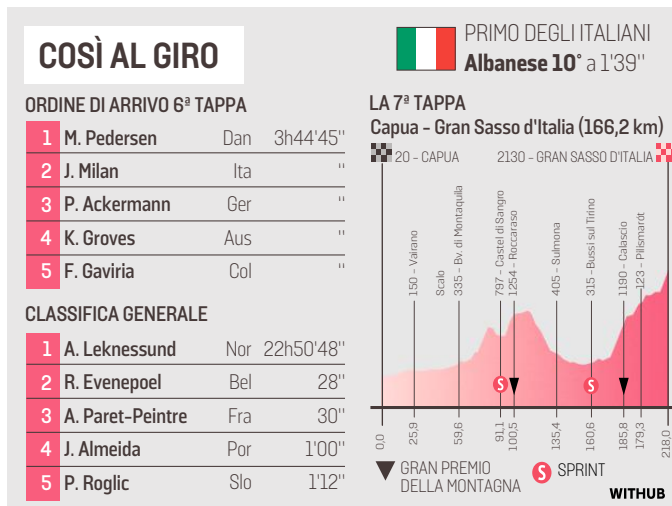 COSÌ AL GIRO
PRIMO DEGLI ITALIANI
Albanese 10° a 1'39''
ORDINE DI ARRIVO 6ª TAPPA
1 M. Pedersen Dan 3h44'45''
2 J. Milan Ita ''
3 P. Ackermann Ger ''
4 K. Groves Aus ''
5 F. Gaviria Col ''
CLASSIFICA GENERALE
1 A. Leknessund Nor 22h50'48''
2 R. Evenepoel Bel 28''
3 A. Paret-Peintre Fra 30''
4 J. Almeida Por 1'00''
5 P. Roglic Slo 1'12''
LA 7ª TAPPA
Capua - Gran Sasso d'Italia (166,2 km)
20 - CAPUA
2130 - GRAN SASSO D'ITALIA
150 - Vairano
Scalo
335 - Bv. di Montaquila
797 - Castel di Sangro
1254 - Roccaraso
405 - Sulmona
315 - Bussi sul Tirino
1190 - Calascio
123 - Pilismarót
S
S
0,0
25,9
59,6
91,1
100,5
135,4
160,6
185,8
179,3
218,0
GRAN PREMIO
DELLA MONTAGNA
S SPRINT
WITHUB